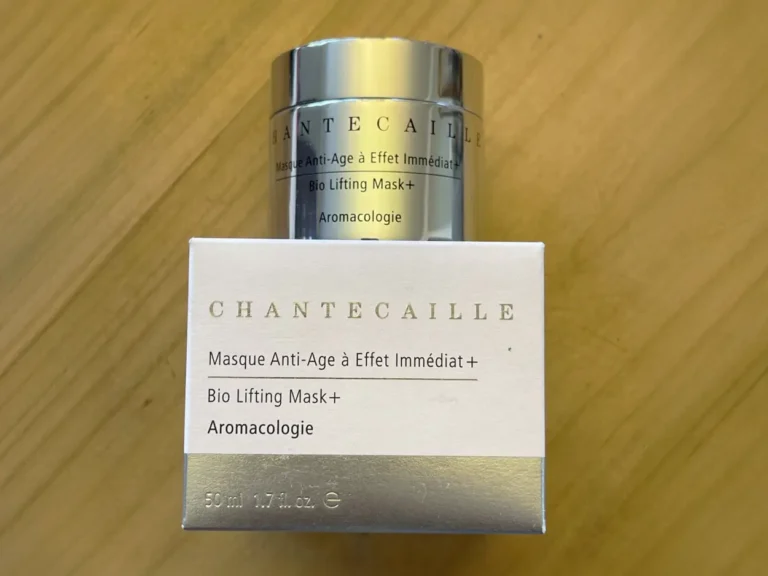 CHANTECAILLE
Masque Anti-Age à Effet Immédiat+
Bio Lifting Mask+
Aromacologie
CHANTECAILLE
Masque Anti-Age à Effet Immédiat+
Bio Lifting Mask+
Aromacologie
50 ml 1.7 fl. oz. ℮